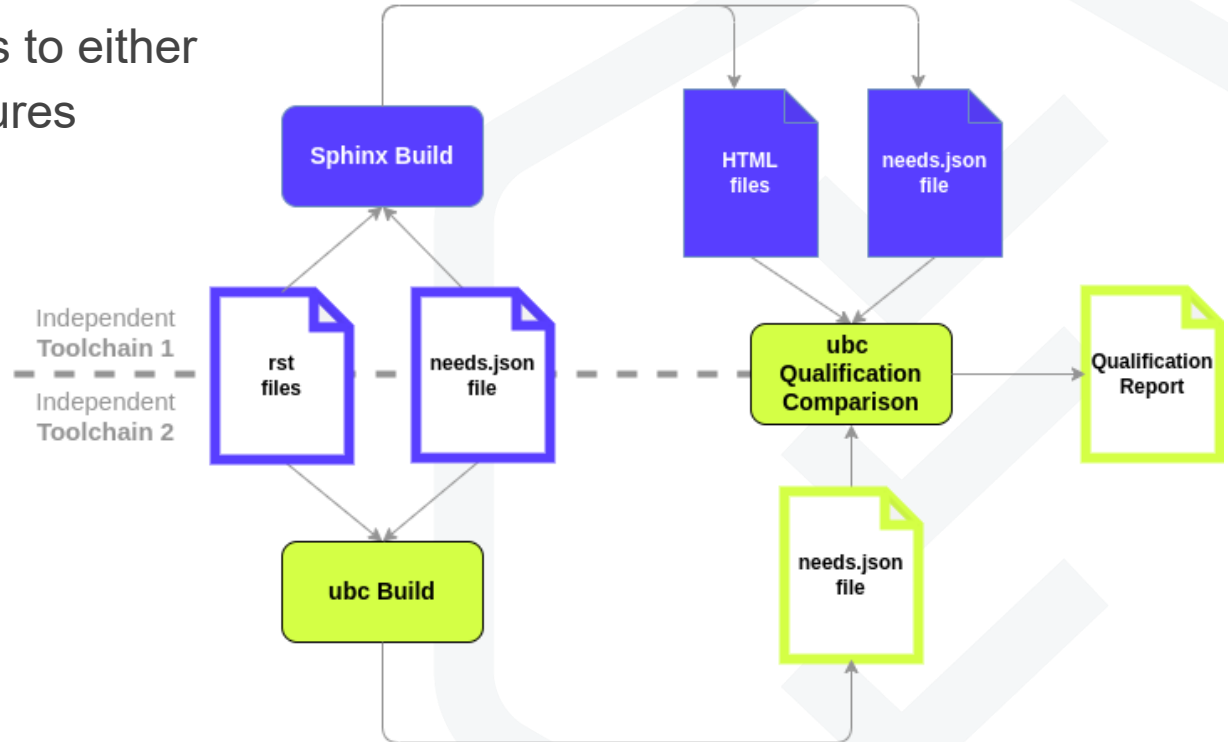 s to either
ures
Sphinx Build
HTML
files
needs.json
file
Independent
Toolchain 1
rst
files
needs.json
file
ubc
Qualification
Comparison
Qualification
Report
Independent
Toolchain 2
needs.json
file
ubc Build